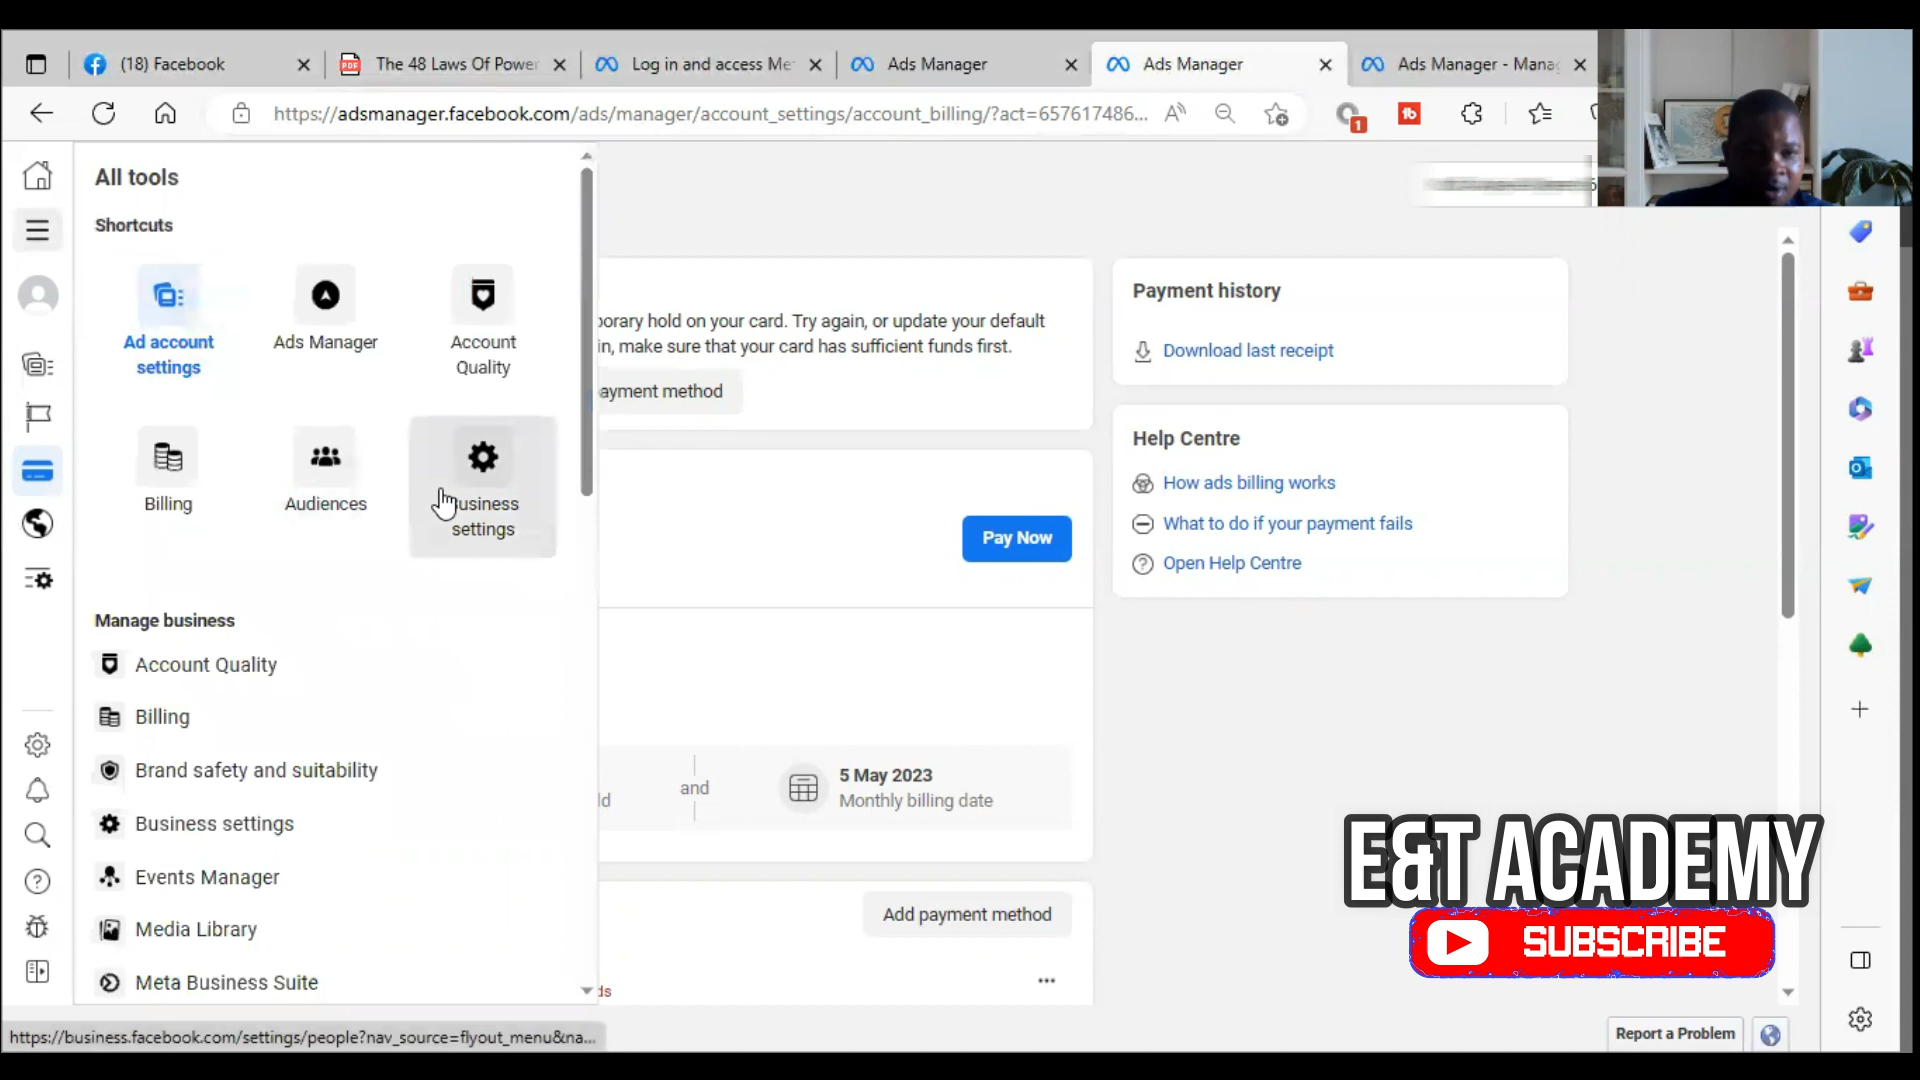 (18) Facebook
PDF
The 48 Laws Of Power
Log in and access Me
Ads Manager
Ads Manager
Ads Manager - Mana
https://adsmanager.facebook.com/ads/manager/account_settings/account_billing/?act=657617486...
1
All tools
Shortcuts
Ad account
settings
Ads Manager
Account
Quality
Billing
Audiences
usiness
settings
Manage business
Account Quality
Billing
Brand safety and suitability
Business settings
Events Manager
Media Library
Meta Business Suite
porary hold on your card. Try again, or update your default
in, make sure that your card has sufficient funds first.
ayment method
Pay Now
and
5 May 2023
Monthly billing date
Add payment method
Payment history
Download last receipt
Help Centre
How ads billing works
What to do if your payment fails
Open Help Centre
E&T ACADEMY
SUBSCRIBE
https://business.facebook.com/settings/people?nav_source=flyout_menu&na...
Report a Problem